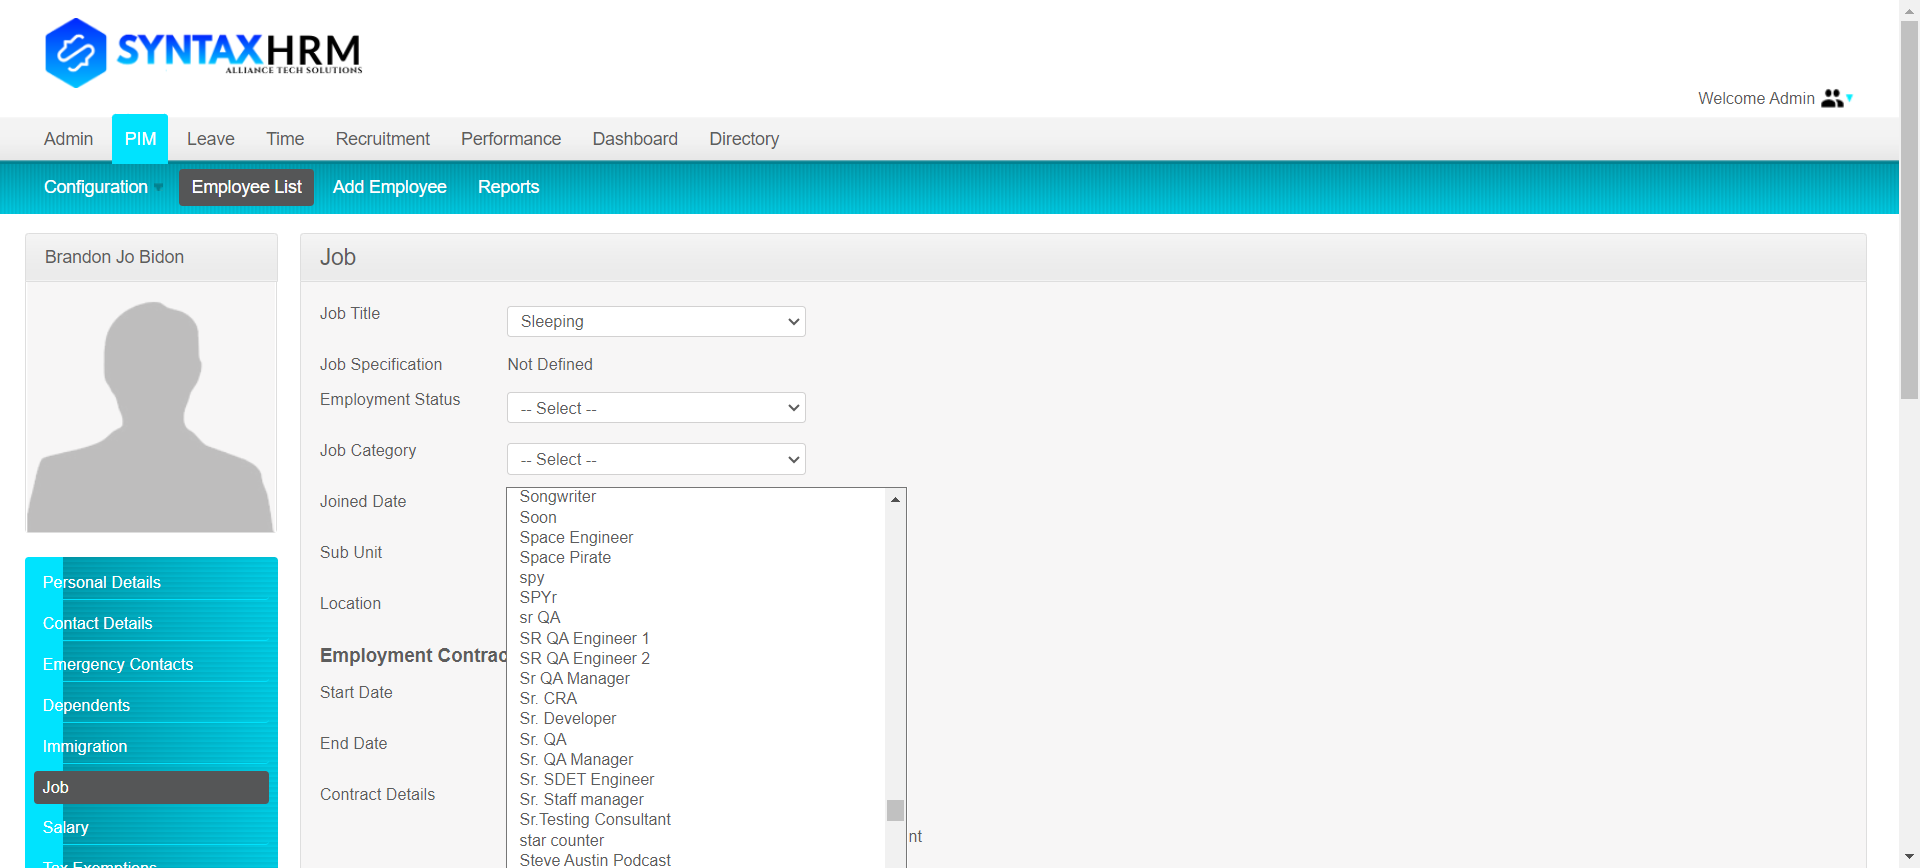 SYNTAXHRM
ALLIANCE TECH SOLUTIONS
Welcome Admin
Admin PIM Leave Time Recruitment Performance Dashboard Directory
Configuration Employee List Add Employee Reports
Brandon Jo Bidon
Personal Details
Contact Details
Emergency Contacts
Dependents
Immigration
Job
Salary
Tax Exemptions
Job
Job Title Sleeping
Job Specification Not Defined
Employment Status -- Select --
Job Category -- Select --
Joined Date
Sub Unit
Location
Employment Contrac
Start Date
End Date
Contract Details
Songwriter
Soon
Space Engineer
Space Pirate
spy
SPYr
sr QA
SR QA Engineer 1
SR QA Engineer 2
Sr QA Manager
Sr. CRA
Sr. Developer
Sr. QA
Sr. QA Manager
Sr. SDET Engineer
Sr. Staff manager
Sr.Testing Consultant
star counter
Steve Austin Podcast
nt